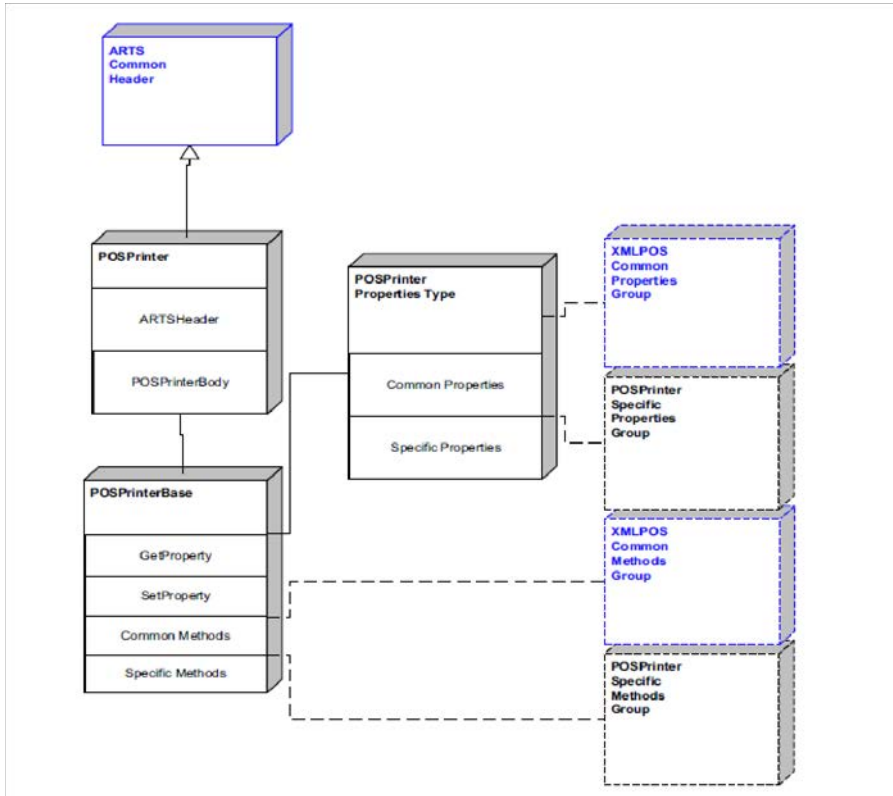 ARTS
Common
Header
POSPrinter
ARTSHeader
POSPrinterBody
POSPrinterBase
GetProperty
SetProperty
Common Methods
Specific Methods
POSPrinter
Properties Type
Common Properties
Specific Properties
XMLPOS
Common
Properties
Group
POSPrinter
Specific
Properties
Group
XMLPOS
Common
Methods
Group
POSPrinter
Specific
Methods
Group